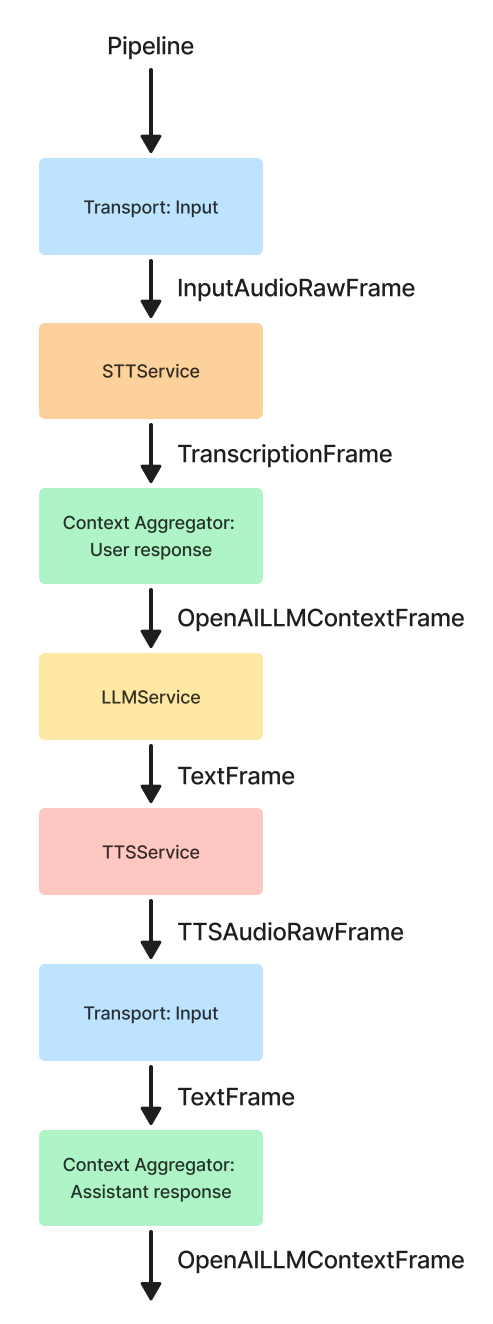 Pipeline
Transport: Input
InputAudioRawFrame
STTService
TranscriptionFrame
Context Aggregator:
User response
OpenAILLMContextFrame
LLMService
TextFrame
TTSService
TTSAudioRawFrame
Transport: Input
TextFrame
Context Aggregator:
Assistant response
OpenAILLMContextFrame